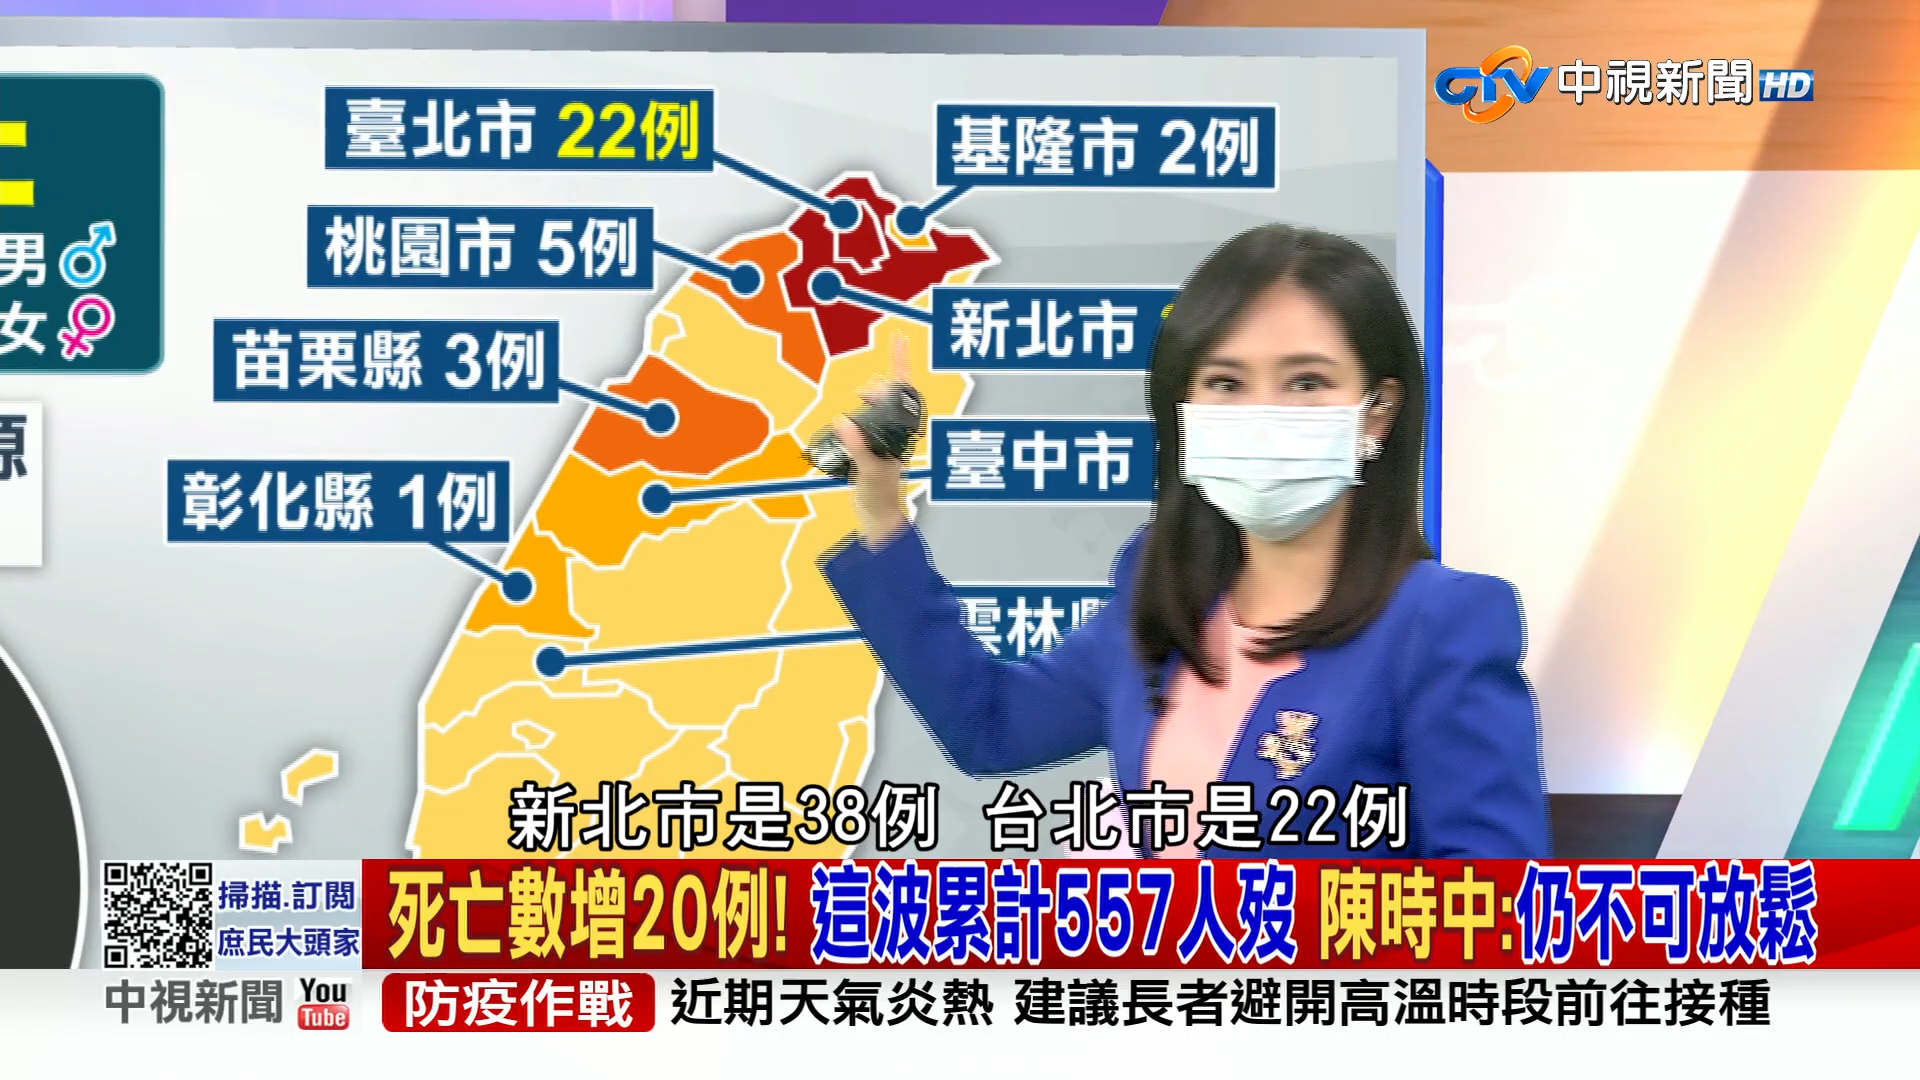 CTV 中視新聞 HD
臺北市 22例
基隆市 2例
男
桃園市 5例
女
新北市
苗栗縣 3例
源
臺中市
彰化縣 1例
雲林縣
新北市是38例 台北市是22例
掃描.訂閱
庶民大頭家
死亡數增20例! 這波累計557人歿 陳時中:仍不可放鬆
中視新聞 You Tube
防疫作戰 近期天氣炎熱 建議長者避開高溫時段前往接種